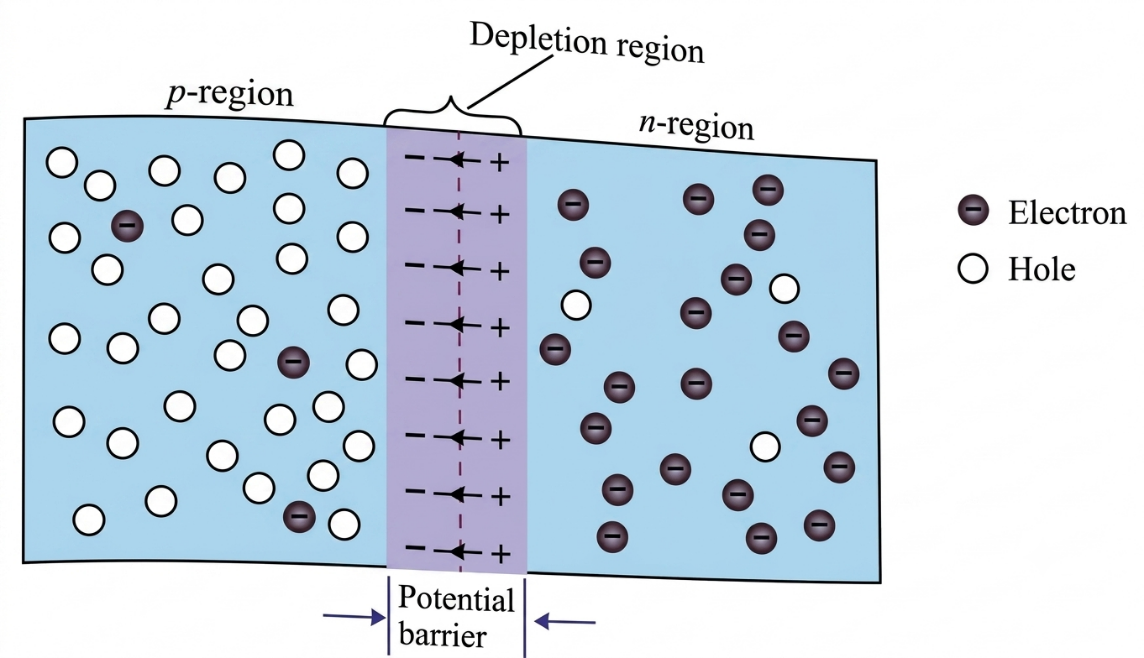 Depletion region
p-region
n-region
Electron
Hole
Potential
barrier